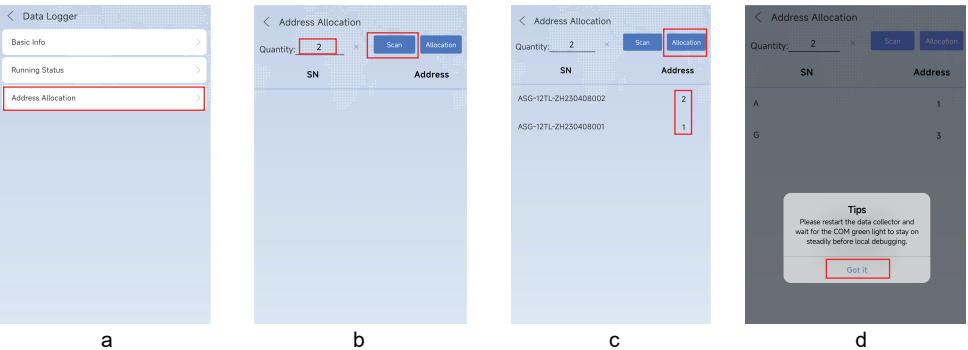 < Data Logger
Basic Info >
Running Status >
Address Allocation >
a
< Address Allocation
Quantity: 2 × Scan Allocation
SN Address
b
< Address Allocation
Quantity: 2 × Scan Allocation
SN Address
ASG-12TL-ZH230408002 2
ASG-12TL-ZH230408001 1
c
< Address Allocation
Quantity: 2 × Scan Allocation
SN Address
A 1
G 3
Tips
Please restart the data collector and
wait for the COM green light to stay on
steadily before local debugging.
Got it
d